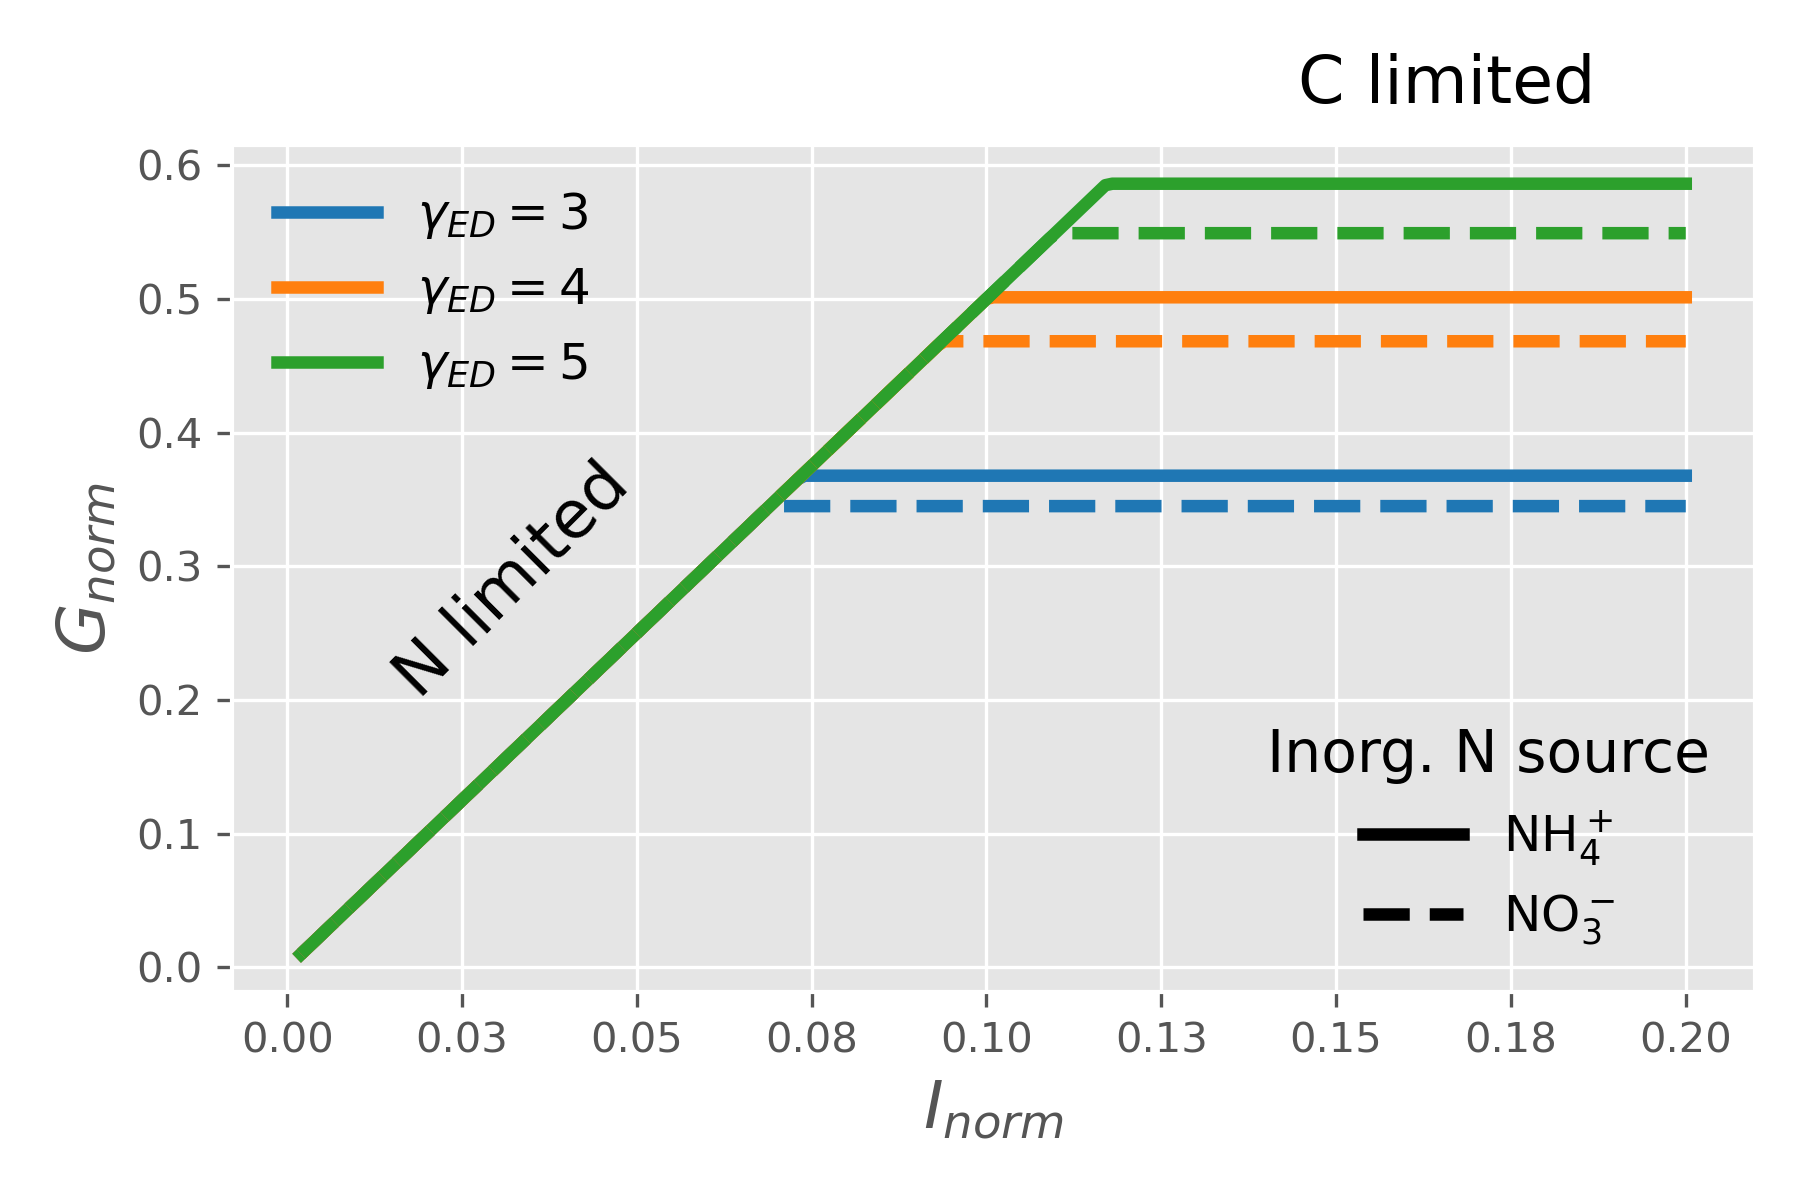 C limited
0.6
0.5
0.4
0.3
0.2
0.1
0.0
G_norm
γ_ED = 3
γ_ED = 4
γ_ED = 5
N limited
Inorg. N source
NH₄⁺
NO₃⁻
0.00 0.03 0.05 0.08 0.10 0.13 0.15 0.18 0.20
I_norm